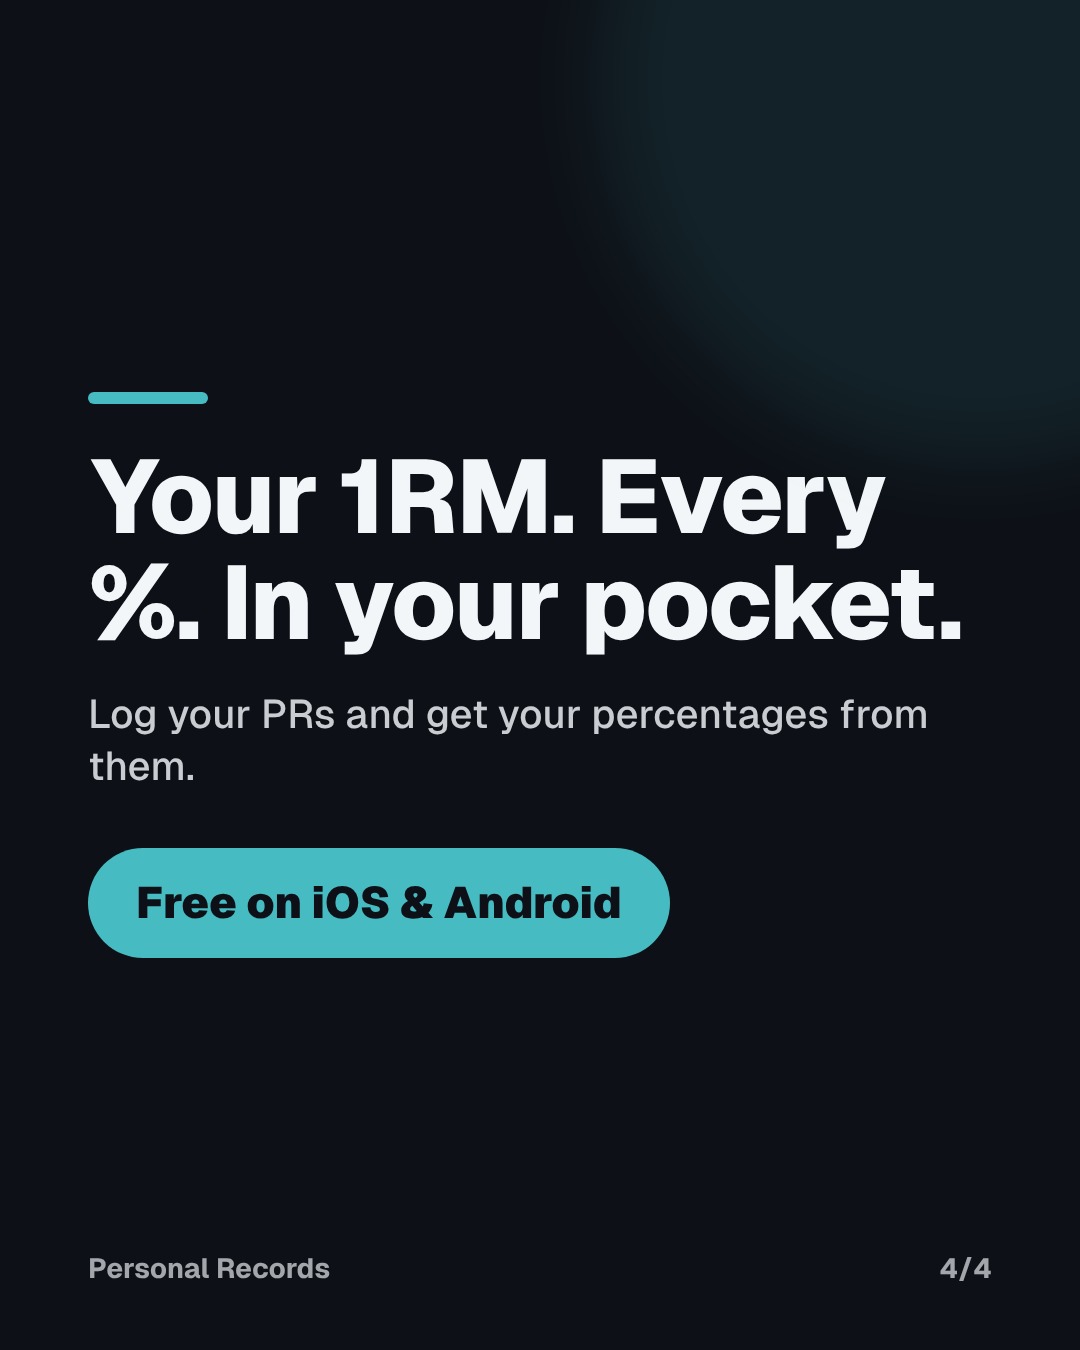 Your 1RM. Every
%. In your pocket.
Log your PRs and get your percentages from
them.
Free on iOS & Android
Personal Records
4/4